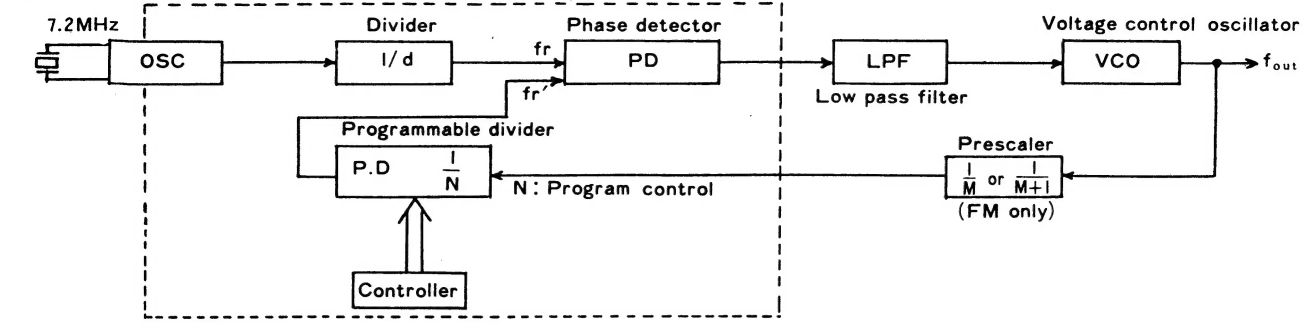 7.2MHz
OSC
Divider
1/d
fr
fr′
Phase detector
PD
LPF
Low pass filter
Voltage control oscillator
VCO
fout
Programmable divider
P.D 1/N
N: Program control
Prescaler
1/M or 1/M+1
(FM only)
Controller